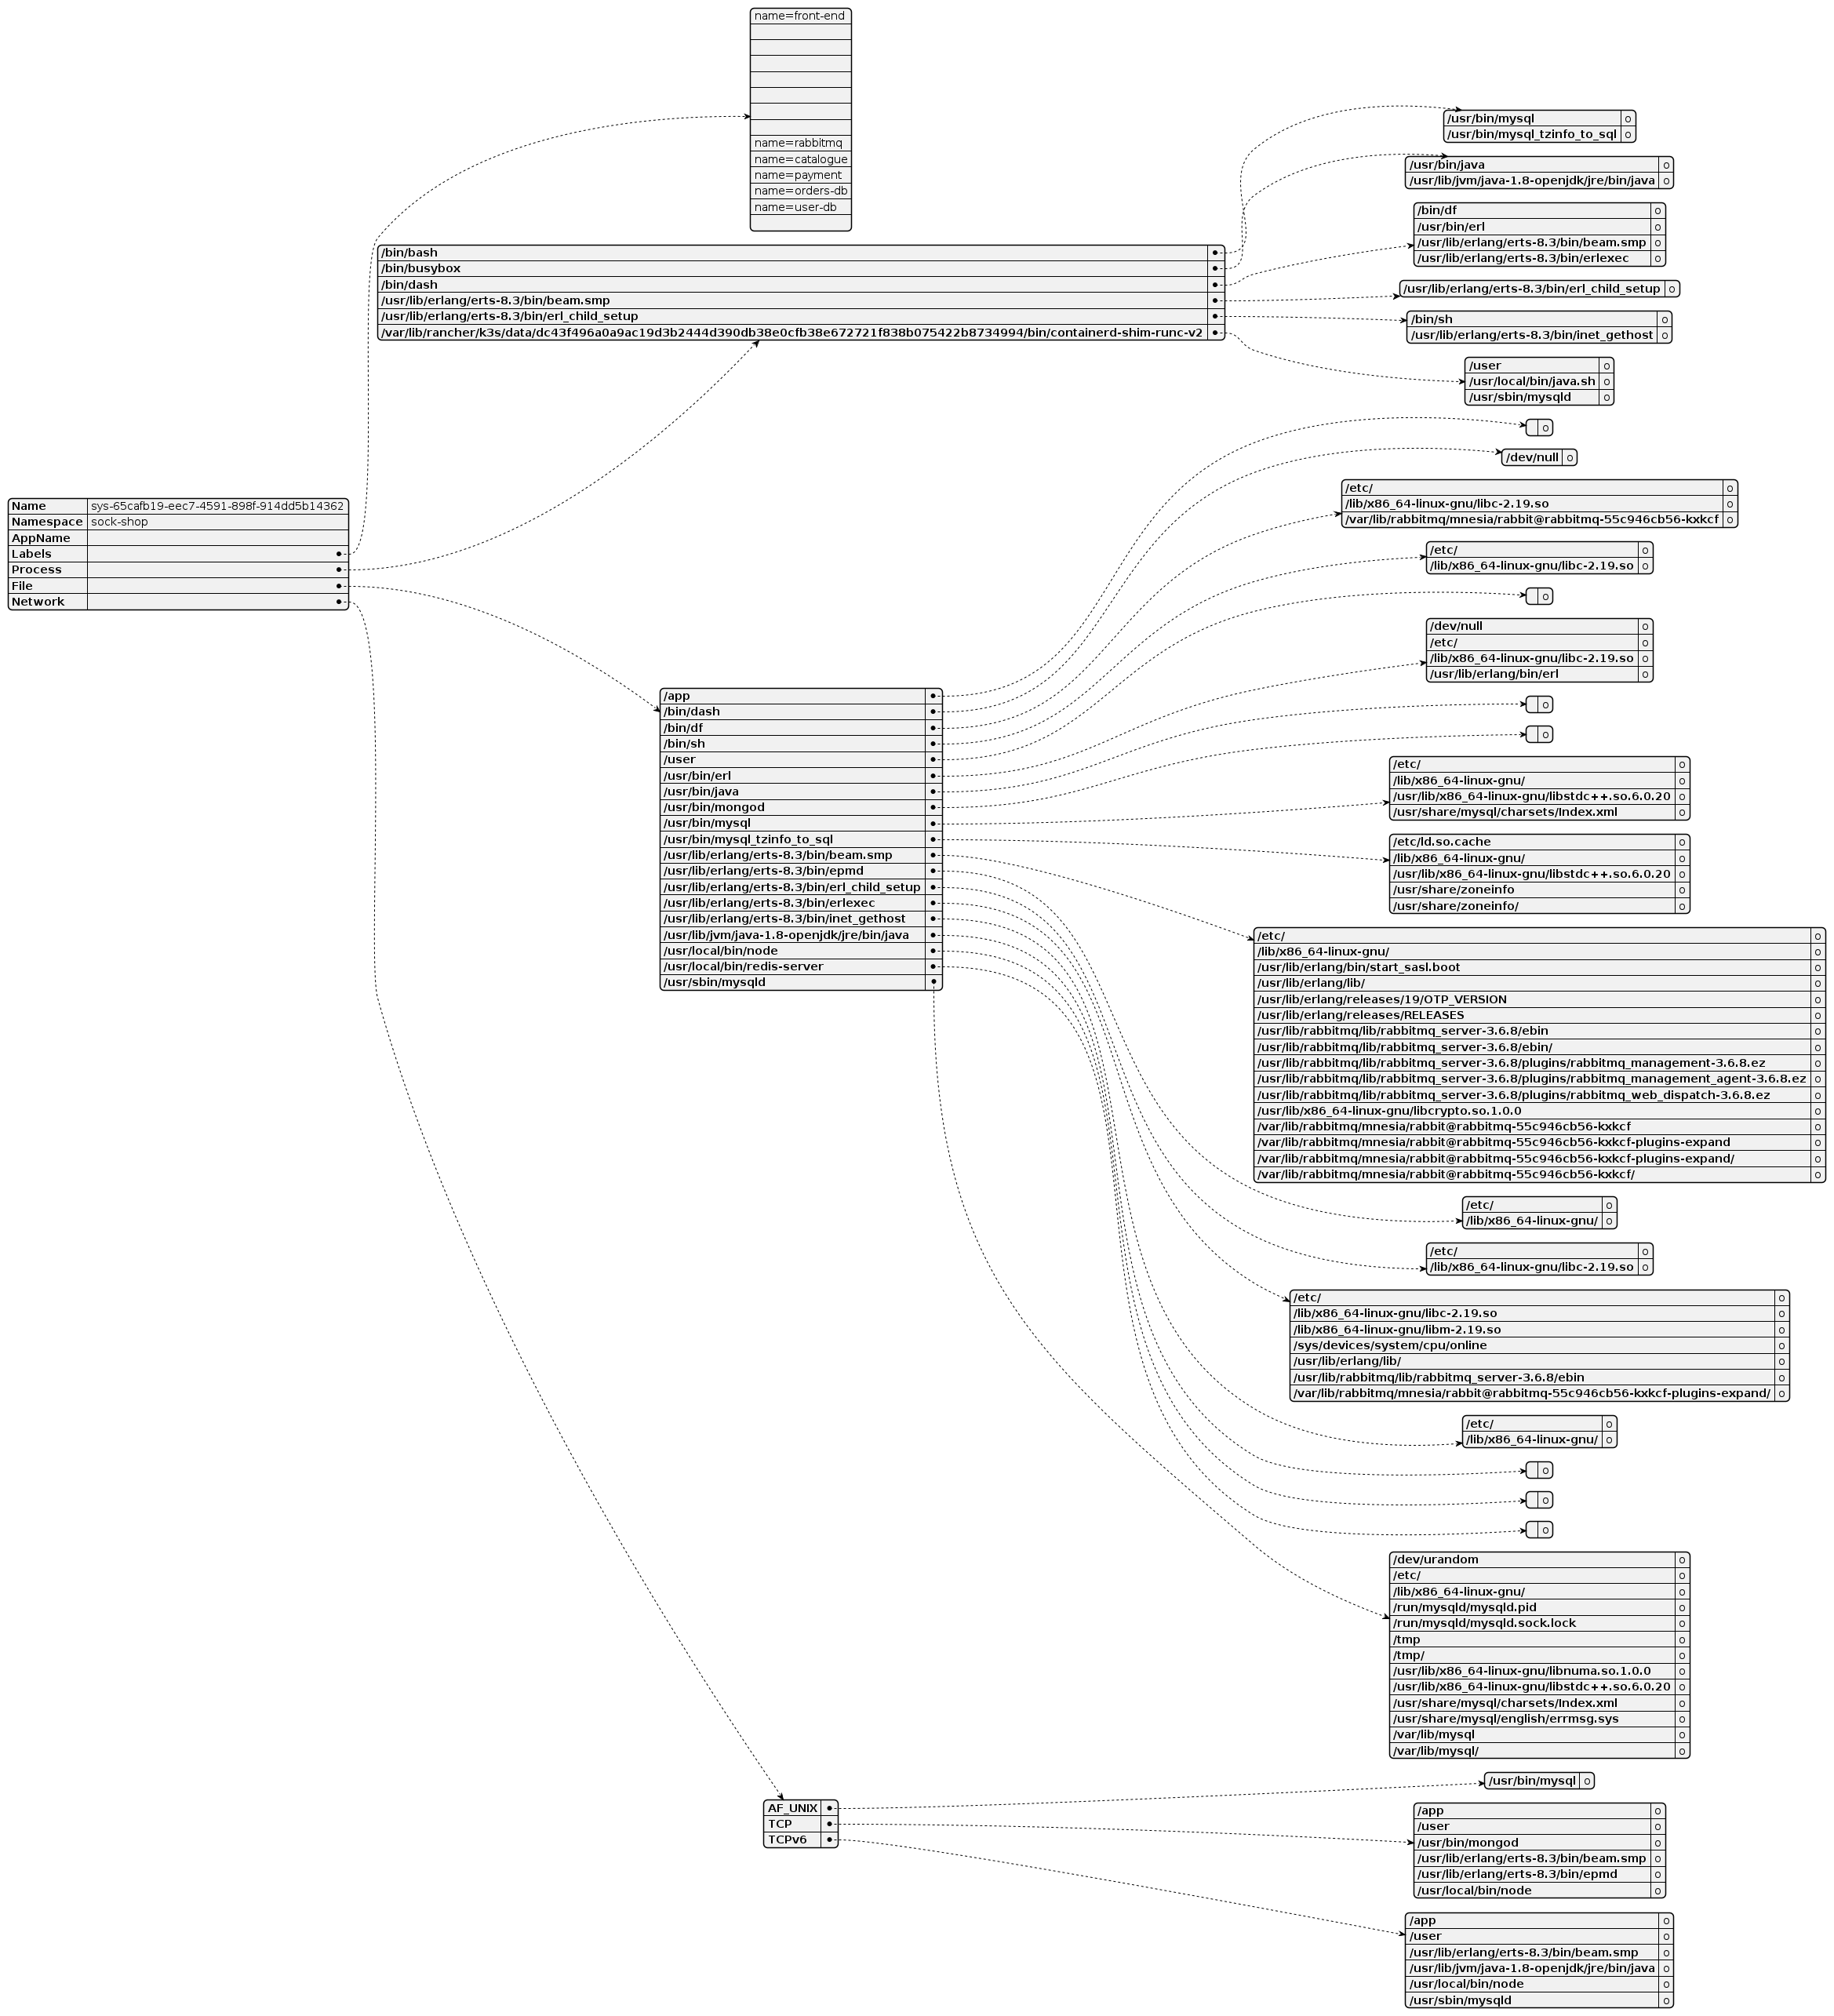 name=front-end
name=rabbitmq
name=catalogue
name=payment
name=orders-db
name=user-db
/usr/bin/mysql o
/usr/bin/mysql_tzinfo_to_sql o
/usr/bin/java o
/usr/lib/jvm/java-1.8-openjdk/jre/bin/java o
/bin/df o
/usr/bin/erl o
/usr/lib/erlang/erts-8.3/bin/beam.smp o
/usr/lib/erlang/erts-8.3/bin/erlexec o
/bin/bash
/bin/busybox
/bin/dash
/usr/lib/erlang/erts-8.3/bin/beam.smp
/usr/lib/erlang/erts-8.3/bin/erl_child_setup
/var/lib/rancher/k3s/data/dc43f496a0a9ac19d3b2444d390db38e0cfb38e672721f838b075422b8734994/bin/containerd-shim-runc-v2
/usr/lib/erlang/erts-8.3/bin/erl_child_setup o
/bin/sh o
/usr/lib/erlang/erts-8.3/bin/inet_gethost o
/user o
/usr/local/bin/java.sh o
/usr/sbin/mysqld o
o
/dev/null o
/etc/ o
/lib/x86_64-linux-gnu/libc-2.19.so o
/var/lib/rabbitmq/mnesia/rabbit@rabbitmq-55c946cb56-kxkcf o
Name sys-65cafb19-eec7-4591-898f-914dd5b14362
Namespace sock-shop
AppName
Labels
Process
File
Network
/etc/ o
/lib/x86_64-linux-gnu/libc-2.19.so o
o
/dev/null o
/etc/ o
/lib/x86_64-linux-gnu/libc-2.19.so o
/usr/lib/erlang/bin/erl o
o
o
/app
/bin/dash
/bin/df
/bin/sh
/user
/usr/bin/erl
/usr/bin/java
/usr/bin/mongod
/usr/bin/mysql
/usr/bin/mysql_tzinfo_to_sql
/usr/lib/erlang/erts-8.3/bin/beam.smp
/usr/lib/erlang/erts-8.3/bin/epmd
/usr/lib/erlang/erts-8.3/bin/erl_child_setup
/usr/lib/erlang/erts-8.3/bin/erlexec
/usr/lib/erlang/erts-8.3/bin/inet_gethost
/usr/lib/jvm/java-1.8-openjdk/jre/bin/java
/usr/local/bin/node
/usr/local/bin/redis-server
/usr/sbin/mysqld
/etc/ o
/lib/x86_64-linux-gnu/ o
/usr/lib/x86_64-linux-gnu/libstdc++.so.6.0.20 o
/usr/share/mysql/charsets/Index.xml o
/etc/ld.so.cache o
/lib/x86_64-linux-gnu/ o
/usr/lib/x86_64-linux-gnu/libstdc++.so.6.0.20 o
/usr/share/zoneinfo o
/usr/share/zoneinfo/ o
/etc/ o
/lib/x86_64-linux-gnu/ o
/usr/lib/erlang/bin/start_sasl.boot o
/usr/lib/erlang/lib/ o
/usr/lib/erlang/releases/19/OTP_VERSION o
/usr/lib/erlang/releases/RELEASES o
/usr/lib/rabbitmq/lib/rabbitmq_server-3.6.8/ebin o
/usr/lib/rabbitmq/lib/rabbitmq_server-3.6.8/ebin/ o
/usr/lib/rabbitmq/lib/rabbitmq_server-3.6.8/plugins/rabbitmq_management-3.6.8.ez o
/usr/lib/rabbitmq/lib/rabbitmq_server-3.6.8/plugins/rabbitmq_management_agent-3.6.8.ez o
/usr/lib/rabbitmq/lib/rabbitmq_server-3.6.8/plugins/rabbitmq_web_dispatch-3.6.8.ez o
/usr/lib/x86_64-linux-gnu/libcrypto.so.1.0.0 o
/var/lib/rabbitmq/mnesia/rabbit@rabbitmq-55c946cb56-kxkcf o
/var/lib/rabbitmq/mnesia/rabbit@rabbitmq-55c946cb56-kxkcf-plugins-expand o
/var/lib/rabbitmq/mnesia/rabbit@rabbitmq-55c946cb56-kxkcf-plugins-expand/ o
/var/lib/rabbitmq/mnesia/rabbit@rabbitmq-55c946cb56-kxkcf/ o
/etc/ o
/lib/x86_64-linux-gnu/ o
/etc/ o
/lib/x86_64-linux-gnu/libc-2.19.so o
/etc/ o
/lib/x86_64-linux-gnu/libc-2.19.so o
/lib/x86_64-linux-gnu/libm-2.19.so o
/sys/devices/system/cpu/online o
/usr/lib/erlang/lib/ o
/usr/lib/rabbitmq/lib/rabbitmq_server-3.6.8/ebin o
/var/lib/rabbitmq/mnesia/rabbit@rabbitmq-55c946cb56-kxkcf-plugins-expand/ o
/etc/ o
/lib/x86_64-linux-gnu/ o
o
o
o
/dev/urandom o
/etc/ o
/lib/x86_64-linux-gnu/ o
/run/mysqld/mysqld.pid o
/run/mysqld/mysqld.sock.lock o
/tmp o
/tmp/ o
/usr/lib/x86_64-linux-gnu/libnuma.so.1.0.0 o
/usr/lib/x86_64-linux-gnu/libstdc++.so.6.0.20 o
/usr/share/mysql/charsets/Index.xml o
/usr/share/mysql/english/errmsg.sys o
/var/lib/mysql o
/var/lib/mysql/ o
/usr/bin/mysql o
AF_UNIX
TCP
TCPv6
/app o
/user o
/usr/bin/mongod o
/usr/lib/erlang/erts-8.3/bin/beam.smp o
/usr/lib/erlang/erts-8.3/bin/epmd o
/usr/local/bin/node o
/app o
/user o
/usr/lib/erlang/erts-8.3/bin/beam.smp o
/usr/lib/jvm/java-1.8-openjdk/jre/bin/java o
/usr/local/bin/node o
/usr/sbin/mysqld o